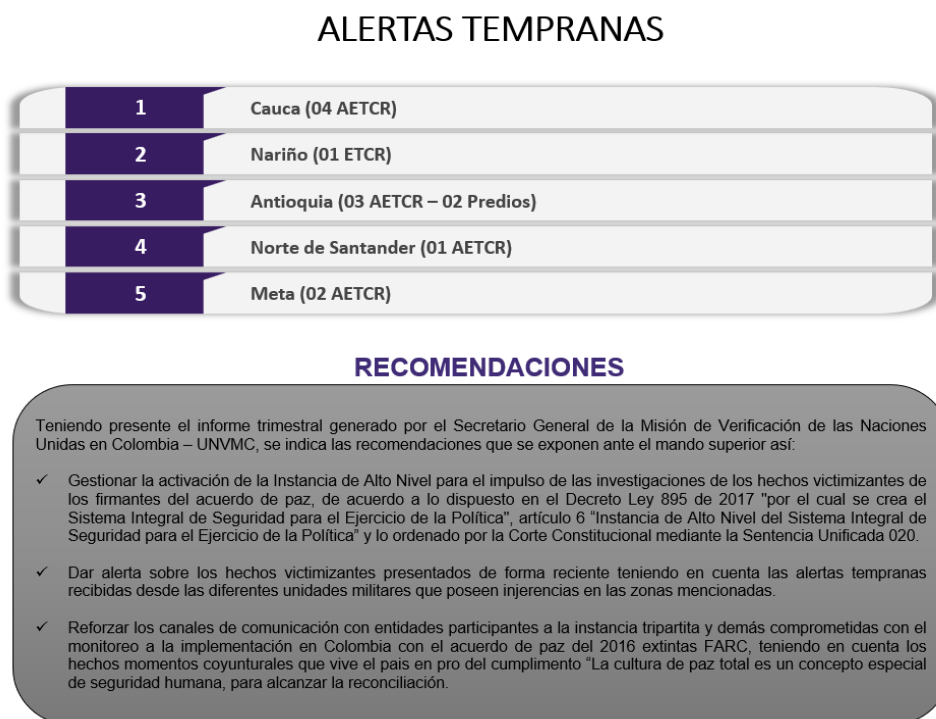 ALERTAS TEMPRANAS
1 Cauca (04 AETCR)
2 Nariño (01 ETCR)
3 Antioquia (03 AETCR – 02 Predios)
4 Norte de Santander (01 AETCR)
5 Meta (02 AETCR)
RECOMENDACIONES
Teniendo presente el informe trimestral generado por el Secretario General de la Misión de Verificación de las Naciones
Unidas en Colombia – UNVMC, se indica las recomendaciones que se exponen ante el mando superior así:
✓ Gestionar la activación de la Instancia de Alto Nivel para el impulso de las investigaciones de los hechos victimizantes de
los firmantes del acuerdo de paz, de acuerdo a lo dispuesto en el Decreto Ley 895 de 2017 "por el cual se crea el
Sistema Integral de Seguridad para el Ejercicio de la Política", artículo 6 “Instancia de Alto Nivel del Sistema Integral de
Seguridad para el Ejercicio de la Política” y lo ordenado por la Corte Constitucional mediante la Sentencia Unificada 020.
✓ Dar alerta sobre los hechos victimizantes presentados de forma reciente teniendo en cuenta las alertas tempranas
recibidas desde las diferentes unidades militares que poseen injerencias en las zonas mencionadas.
✓ Reforzar los canales de comunicación con entidades participantes a la instancia tripartita y demás comprometidas con el
monitoreo a la implementación en Colombia con el acuerdo de paz del 2016 extintas FARC, teniendo en cuenta los
hechos momentos coyunturales que vive el pais en pro del cumplimento “La cultura de paz total es un concepto especial
de seguridad humana, para alcanzar la reconciliación.